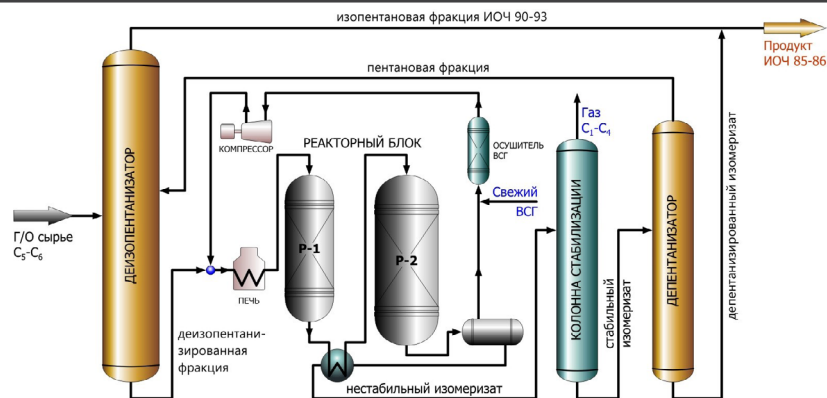 изопентановая фракция ИОЧ 90-93
Продукт
ИОЧ 85-86
пентановая фракция
КОМПРЕССОР
РЕАКТОРНЫЙ БЛОК
ОСУШИТЕЛЬ
ВСГ
Газ
C₁-C₄
Свежий
ВСГ
Г/О сырье
C₅-C₆
ДЕИЗОПЕНТАНИЗАТОР
Р-1
Р-2
ПЕЧЬ
КОЛОННА СТАБИЛИЗАЦИИ
ДЕПЕНТАНИЗАТОР
депентанизированный изомеризат
стабильный
изомеризат
деизопентани-
зированная
фракция
нестабильный изомеризат